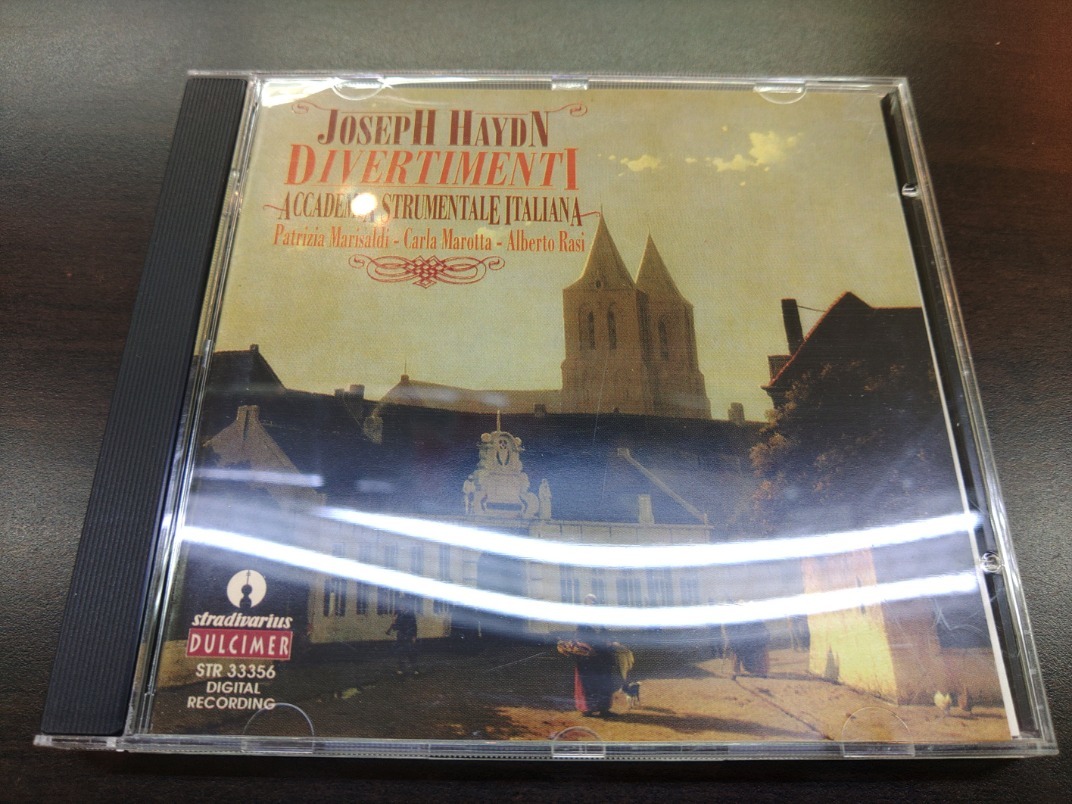 JOSEPH HAYDN
DIVERTIMENTI
ACCADEMIA STRUMENTALE ITALIANA
Patrizia Marisaldi - Carla Marotta - Alberto Rasi
stradivarius
DULCIMER
STR 33356
DIGITAL
RECORDING